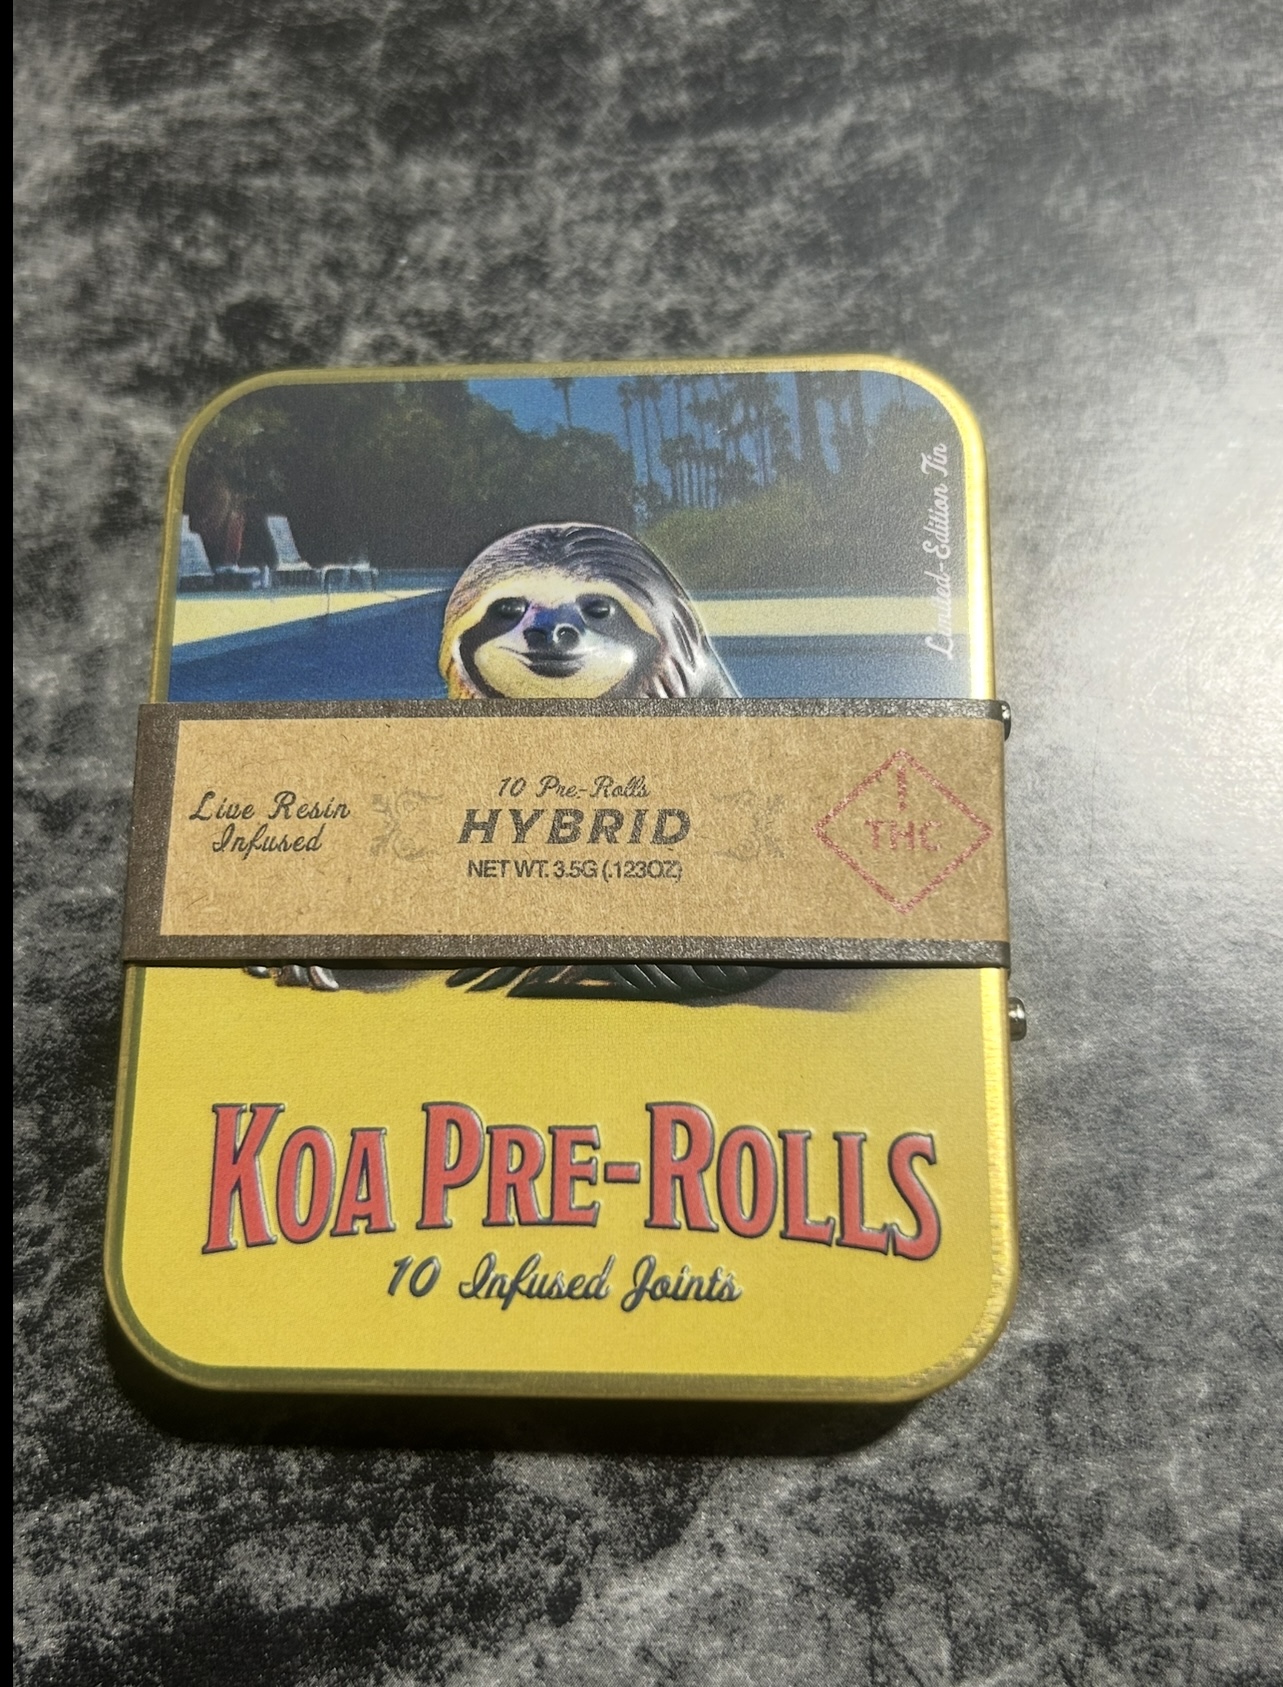 Limited-Edition Tin
Live Resin
Infused
10 Pre-Rolls
HYBRID
NET WT. 3.5G (.123OZ)
!
THC
KOA PRE-ROLLS
10 Infused Joints